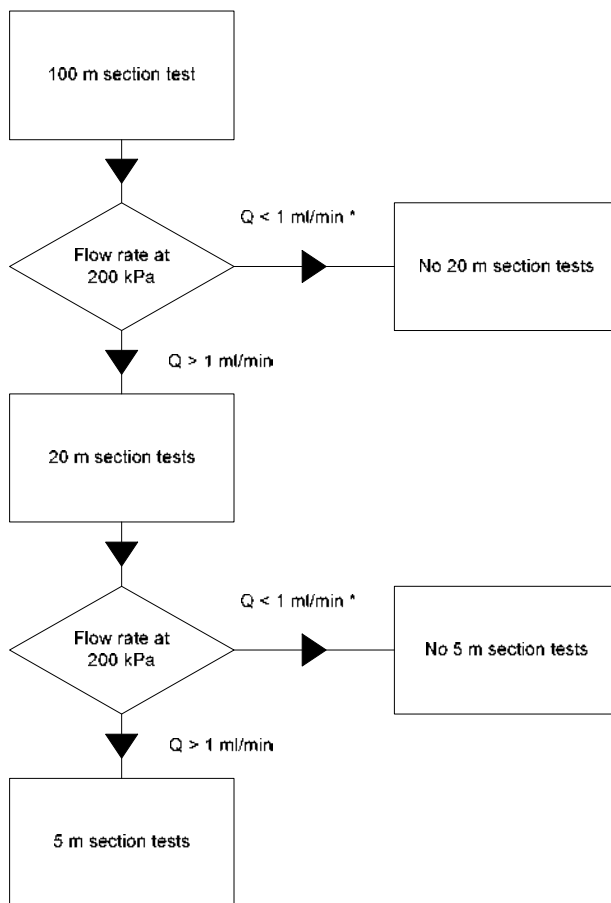 100 m section test
Q < 1 ml/min *
Flow rate at
200 kPa
No 20 m section tests
Q > 1 ml/min
20 m section tests
Q < 1 ml/min *
Flow rate at
200 kPa
No 5 m section tests
Q > 1 ml/min
5 m section tests